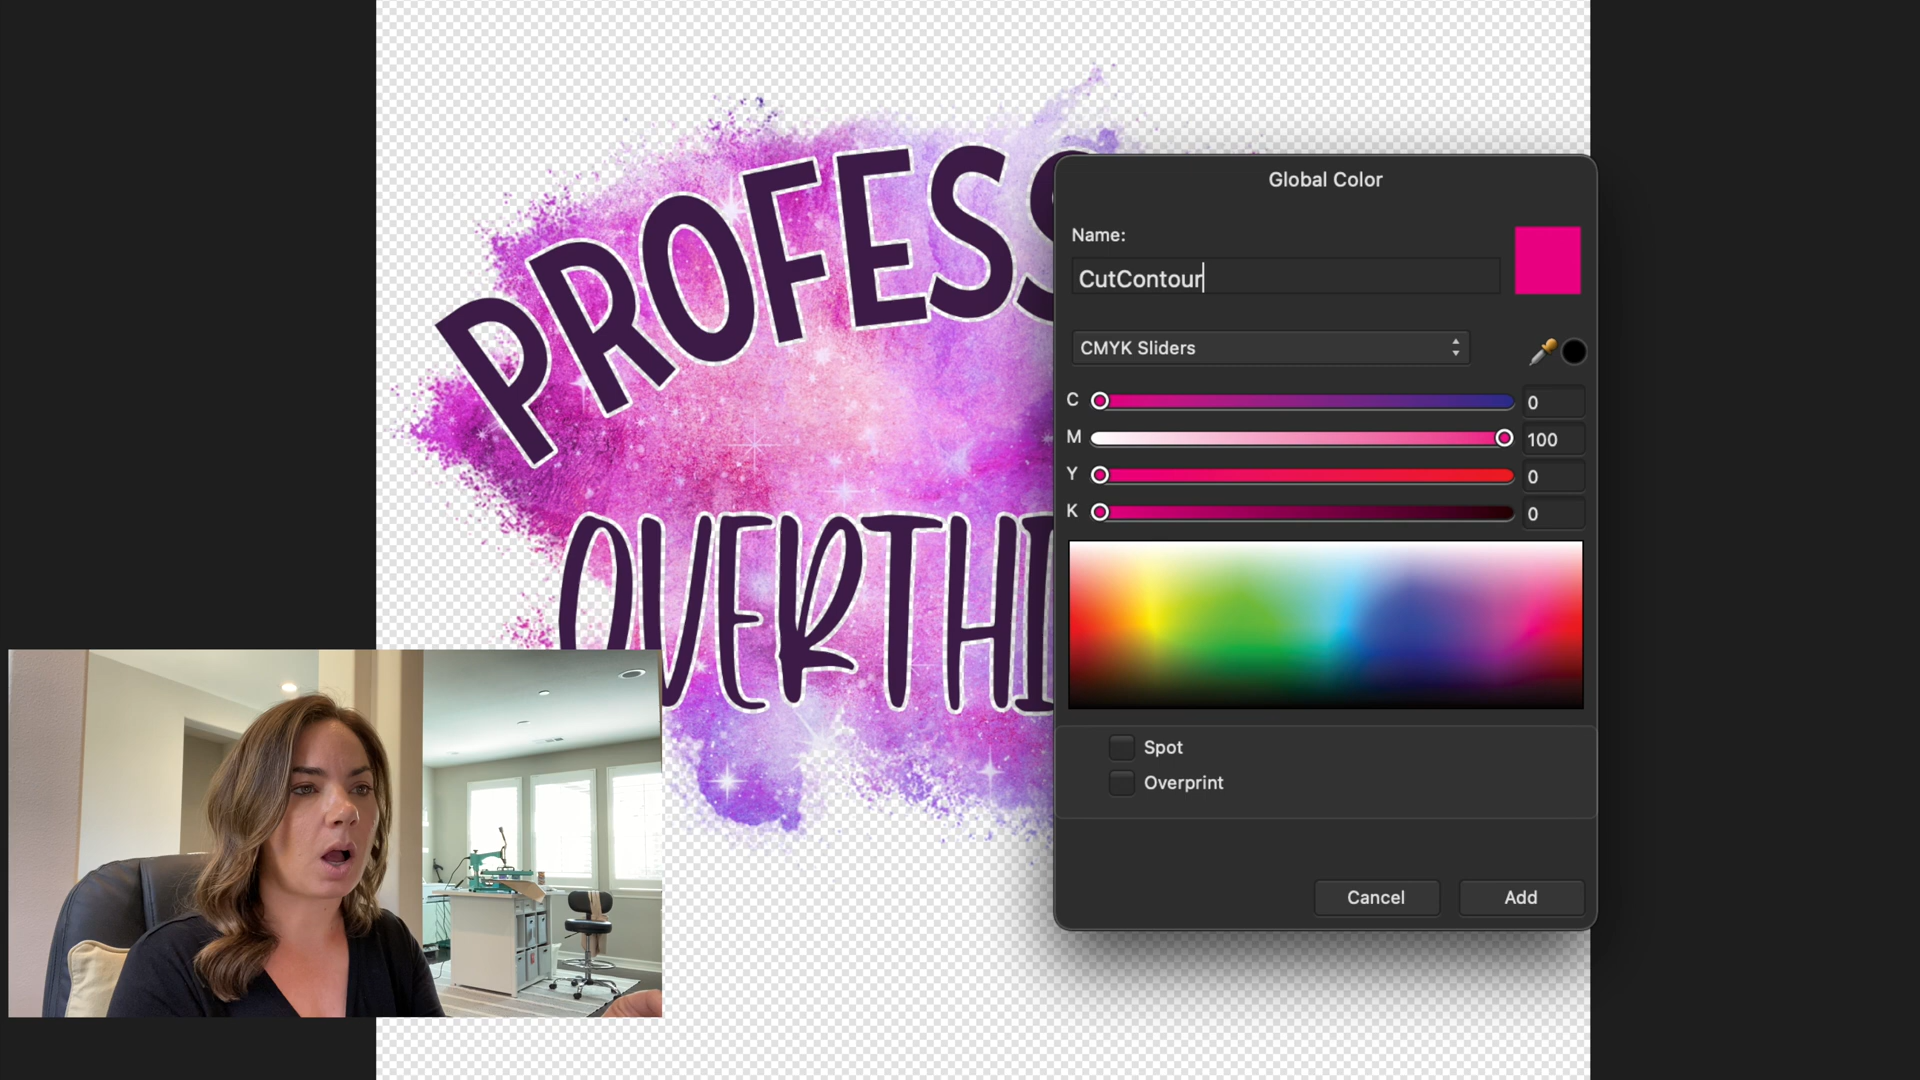 PROFESS
OVERTHI
Global Color
Name:
CutContour
CMYK Sliders
C 0
M 100
Y 0
K 0
Spot
Overprint
Cancel Add